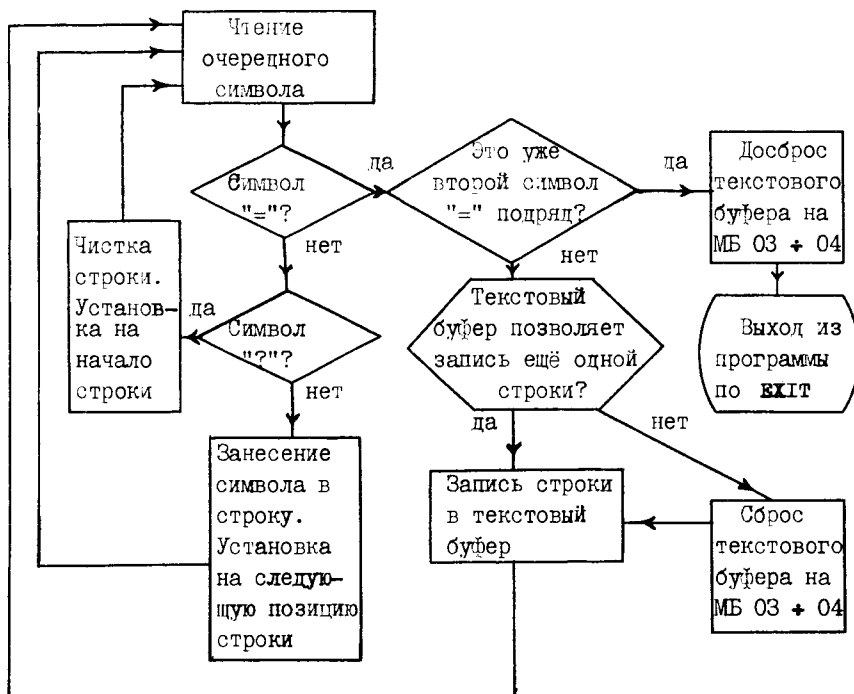 Чтение
очередного
символа
Символ
"="?
да
Это уже
второй символ
"=" подряд?
да
Досброс
текстового
буфера на
МБ 03 ÷ 04
нет
нет
Чистка
строки.
Установ-
ка на
начало
строки
да
Символ
"?"?
Текстовый
буфер позволяет
запись ещё одной
строки?
Выход из
программы
по EXIT
нет
да
нет
Занесение
символа в
строку.
Установка
на следую-
щую позицию
строки
Запись строки
в текстовый
буфер
Сброс
текстового
буфера на
МБ 03 ÷ 04